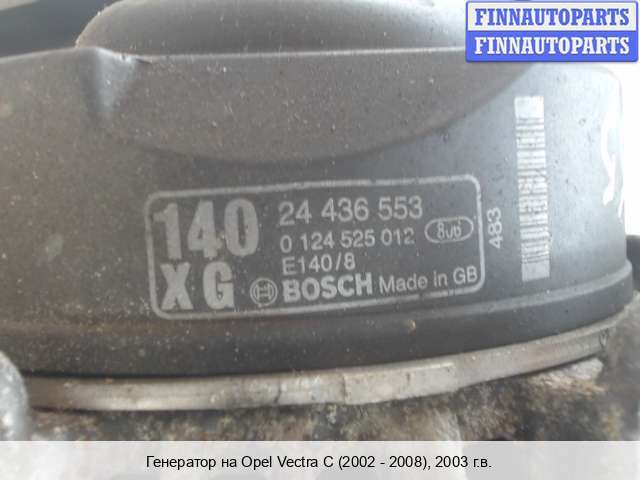 FINNAUTOPARTS
FINNAUTOPARTS
140 24 436 553
0 124 525 012
E140/8
XG BOSCH Made in GB
483
Генератор на Opel Vectra C (2002 - 2008), 2003 г.в.